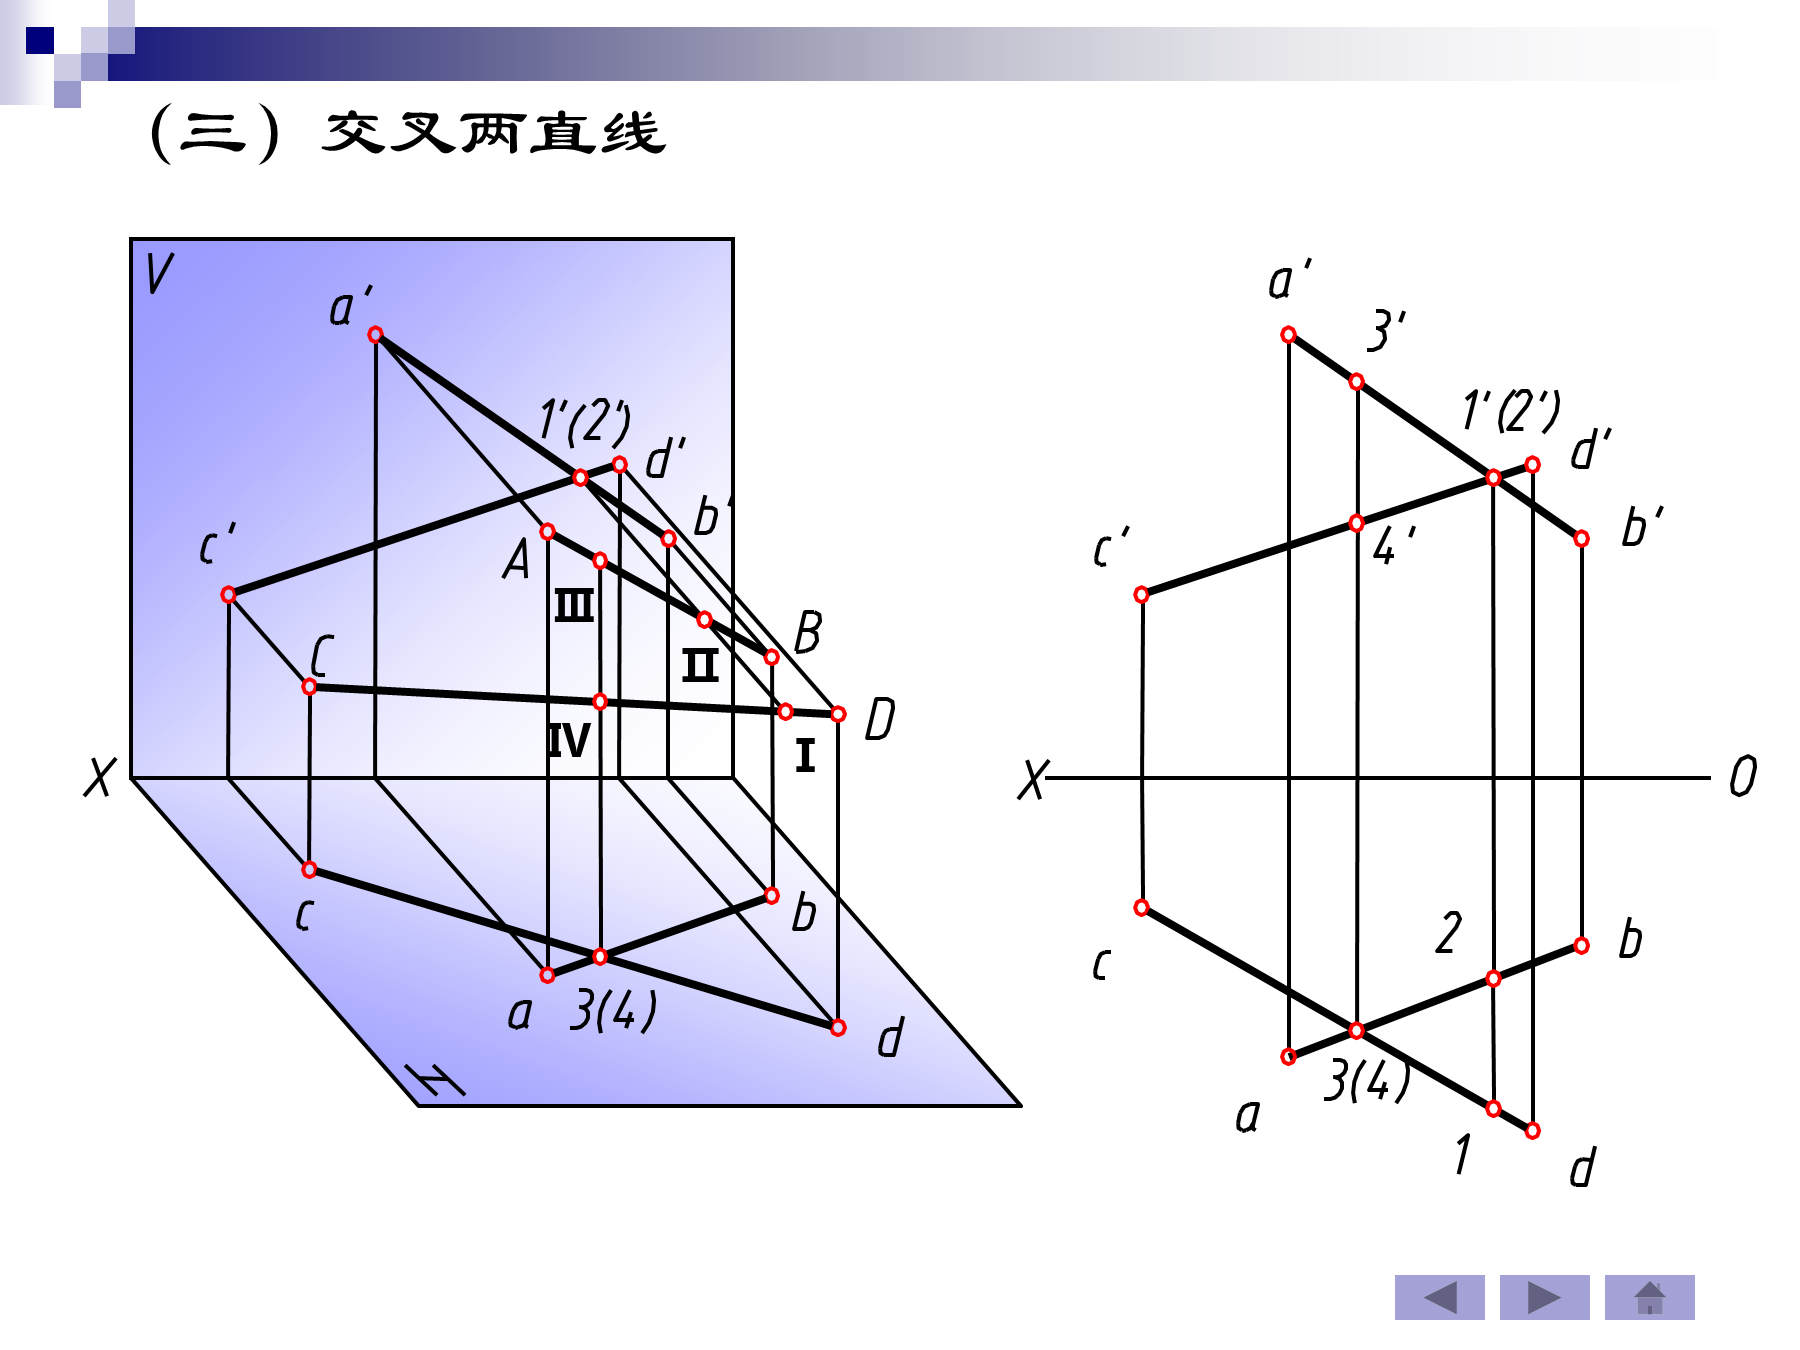 （三）交叉两直线
V
a′
1′(2′)
d′
b′
c′
A
III
B
C
II
D
IV
I
X
c
b
a
3(4)
d
H
a′
3′
1′(2′)
d′
c′
4′
b′
X
O
2
b
c
3(4)
a
1
d